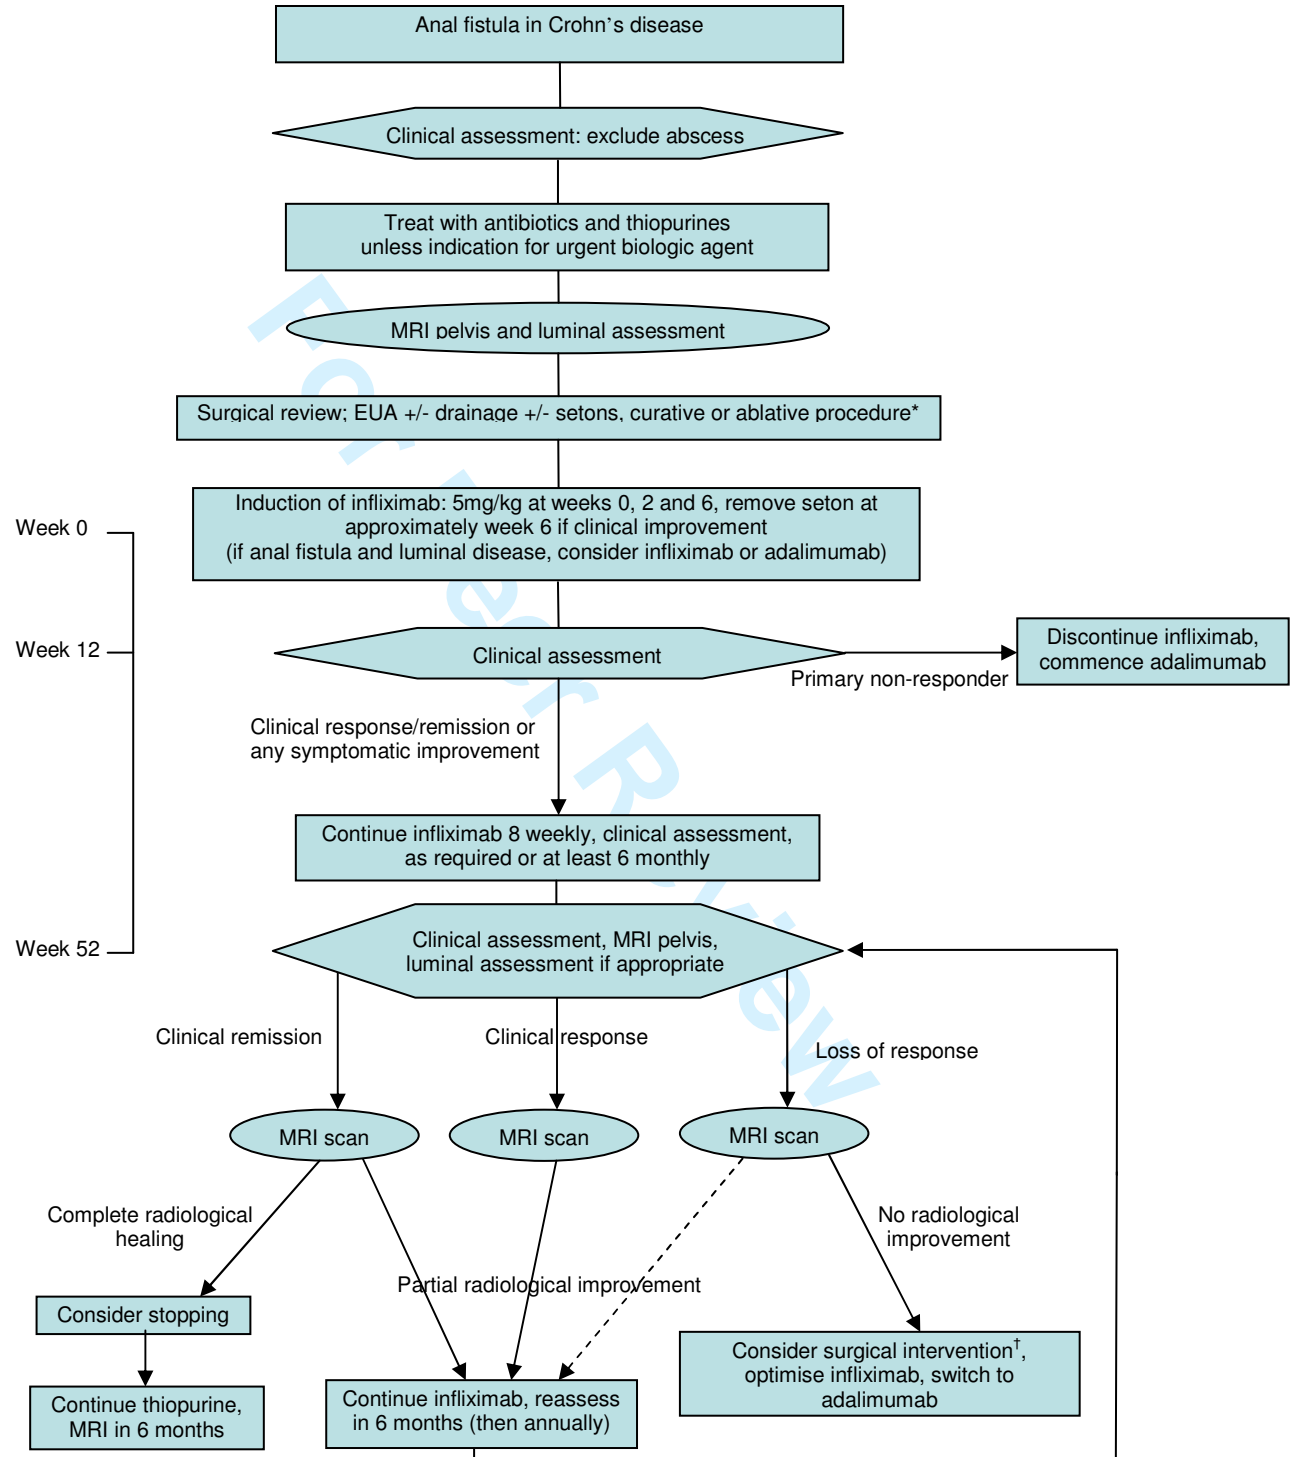 Anal fistula in Crohn's disease
Clinical assessment: exclude abscess
Treat with antibiotics and thiopurines
unless indication for urgent biologic agent
MRI pelvis and luminal assessment
Surgical review; EUA +/- drainage +/- setons, curative or ablative procedure*
Induction of infliximab: 5mg/kg at weeks 0, 2 and 6, remove seton at
approximately week 6 if clinical improvement
(if anal fistula and luminal disease, consider infliximab or adalimumab)
Week 0
Week 12
Clinical assessment
Primary non-responder
Discontinue infliximab,
commence adalimumab
Clinical response/remission or
any symptomatic improvement
Continue infliximab 8 weekly, clinical assessment,
as required or at least 6 monthly
Week 52
Clinical assessment, MRI pelvis,
luminal assessment if appropriate
Clinical remission
Clinical response
Loss of response
MRI scan
MRI scan
MRI scan
Complete radiological
healing
Partial radiological improvement
No radiological
improvement
Consider stopping
Continue thiopurine,
MRI in 6 months
Continue infliximab, reassess
in 6 months (then annually)
Consider surgical intervention†,
optimise infliximab, switch to
adalimumab
For Peer Review